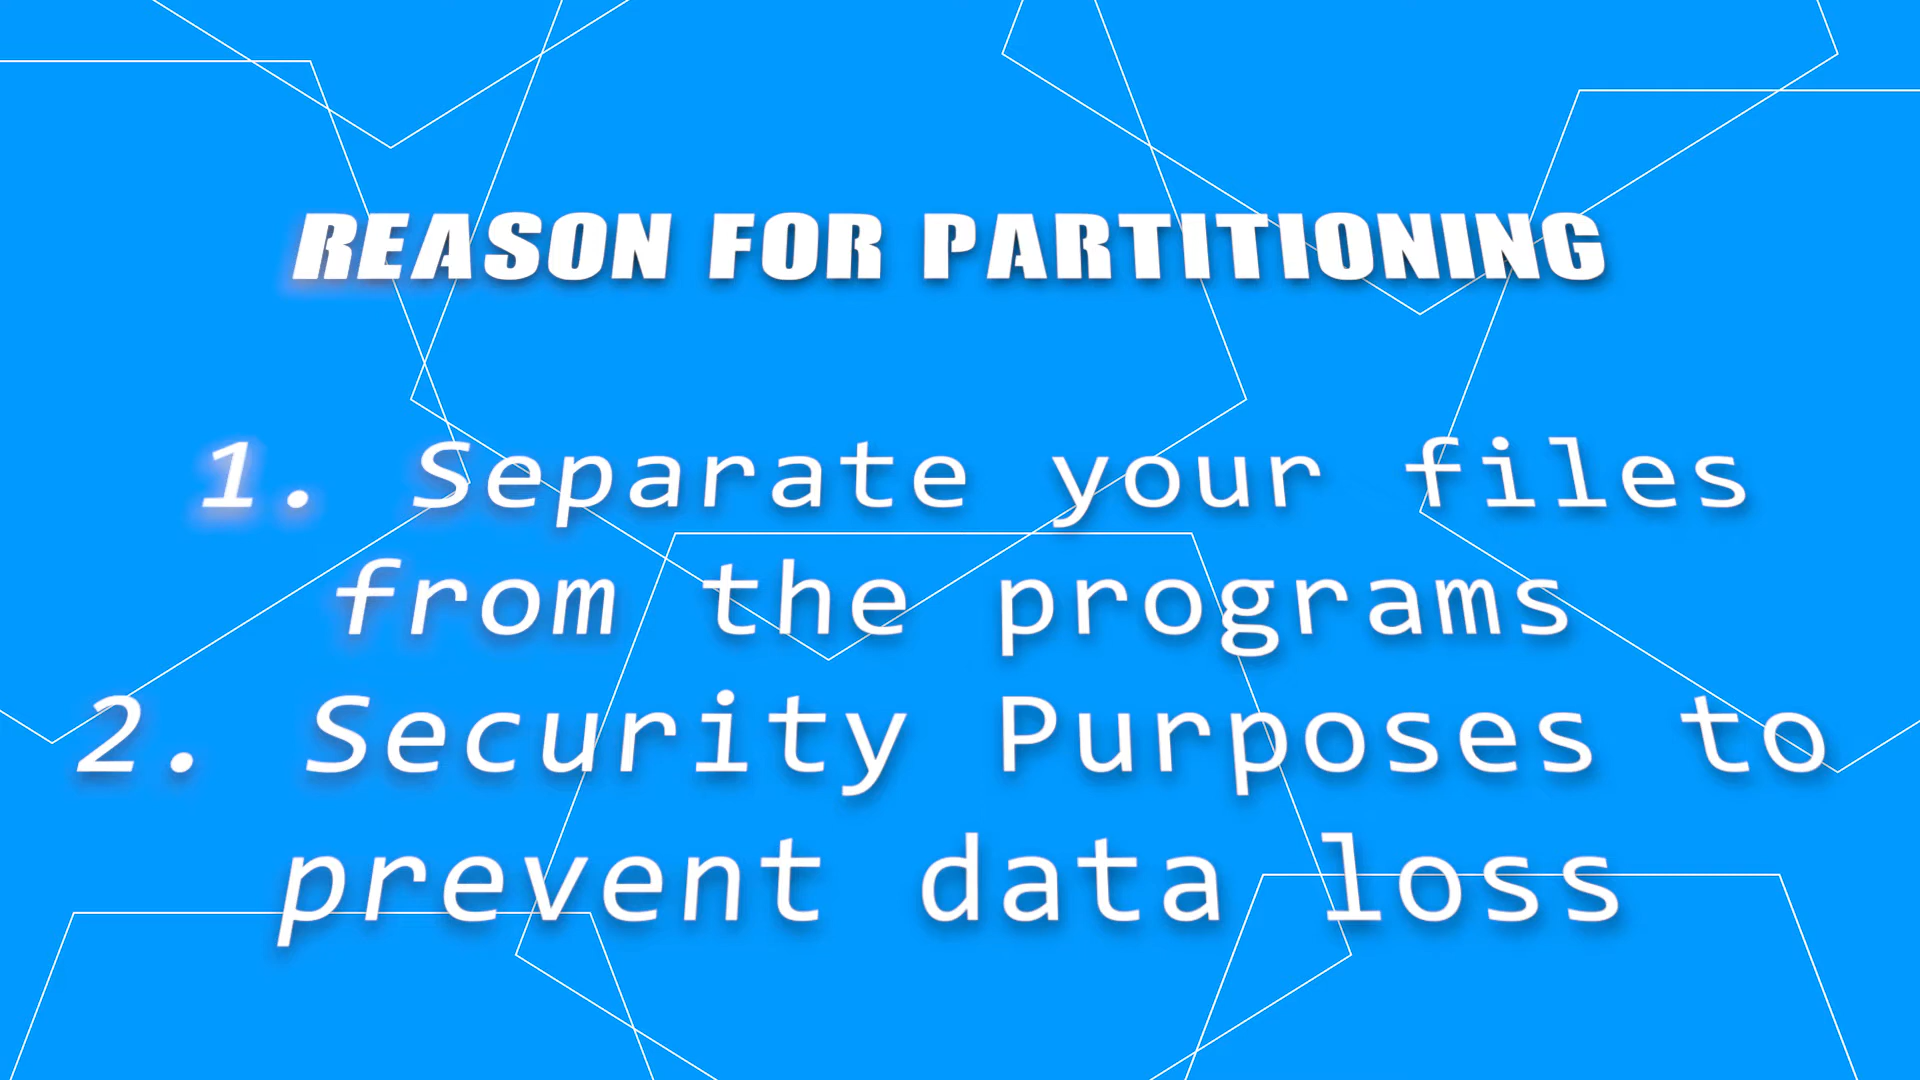 REASON FOR PARTITIONING
1. Separate your files
from the programs
2. Security Purposes to
prevent data loss